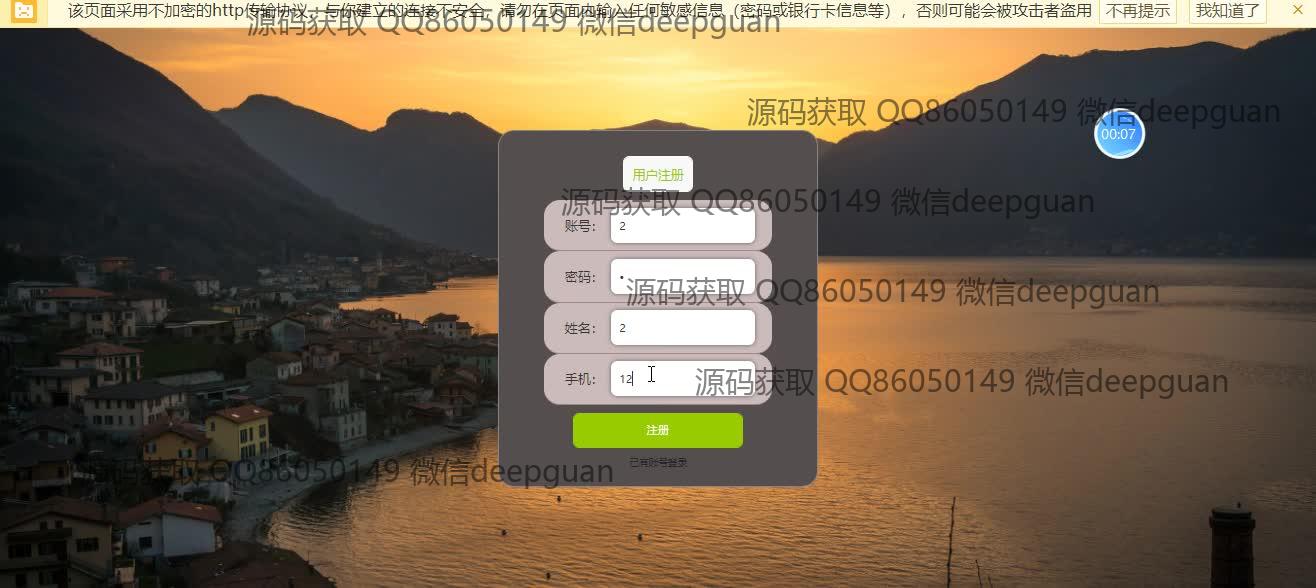 该页面采用不加密的http传输协议，与你建立的连接不安全，请勿在页面内输入任何敏感信息（密码或银行卡信息等），否则可能会被攻击者盗用 不再提示 我知道了
源码获取 QQ86050149 微信deepguan
源码获取 QQ86050149 微信deepguan
00:07
用户注册
源码获取 QQ86050149 微信deepguan
账号: 2
密码:
源码获取 QQ86050149 微信deepguan
姓名: 2
手机: 12
源码获取 QQ86050149 微信deepguan
注册
已有账号登录
源码获取 QQ86050149 微信deepguan